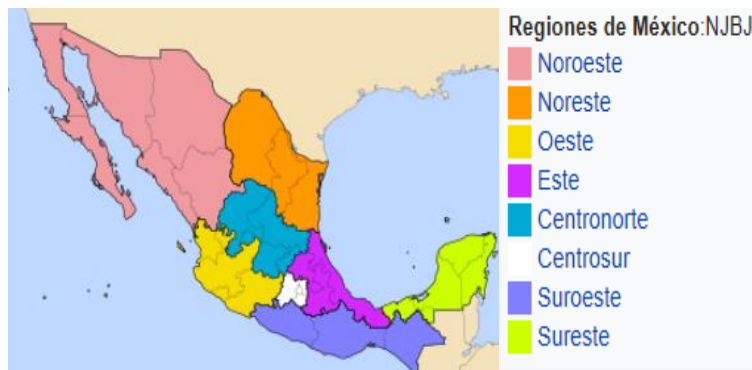 Regiones de México:NJBJ
Noroeste
Noreste
Oeste
Este
Centronorte
Centrosur
Suroeste
Sureste